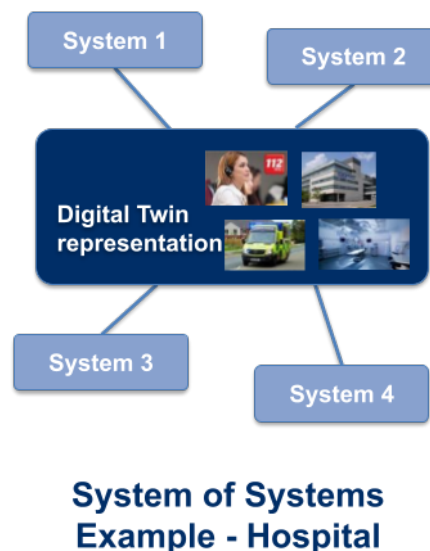 System 1
System 2
112
Digital Twin
representation
System 3
System 4
System of Systems
Example - Hospital